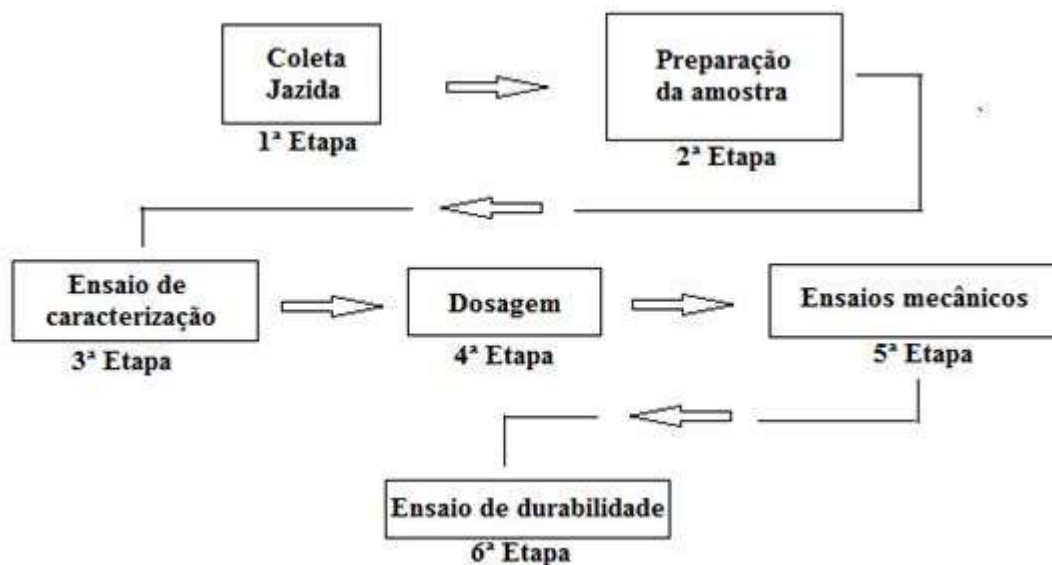 Coleta
Jazida
1ª Etapa
Preparação
da amostra
2ª Etapa
Ensaio de
caracterização
3ª Etapa
Dosagem
4ª Etapa
Ensaios mecânicos
5ª Etapa
Ensaio de durabilidade
6ª Etapa